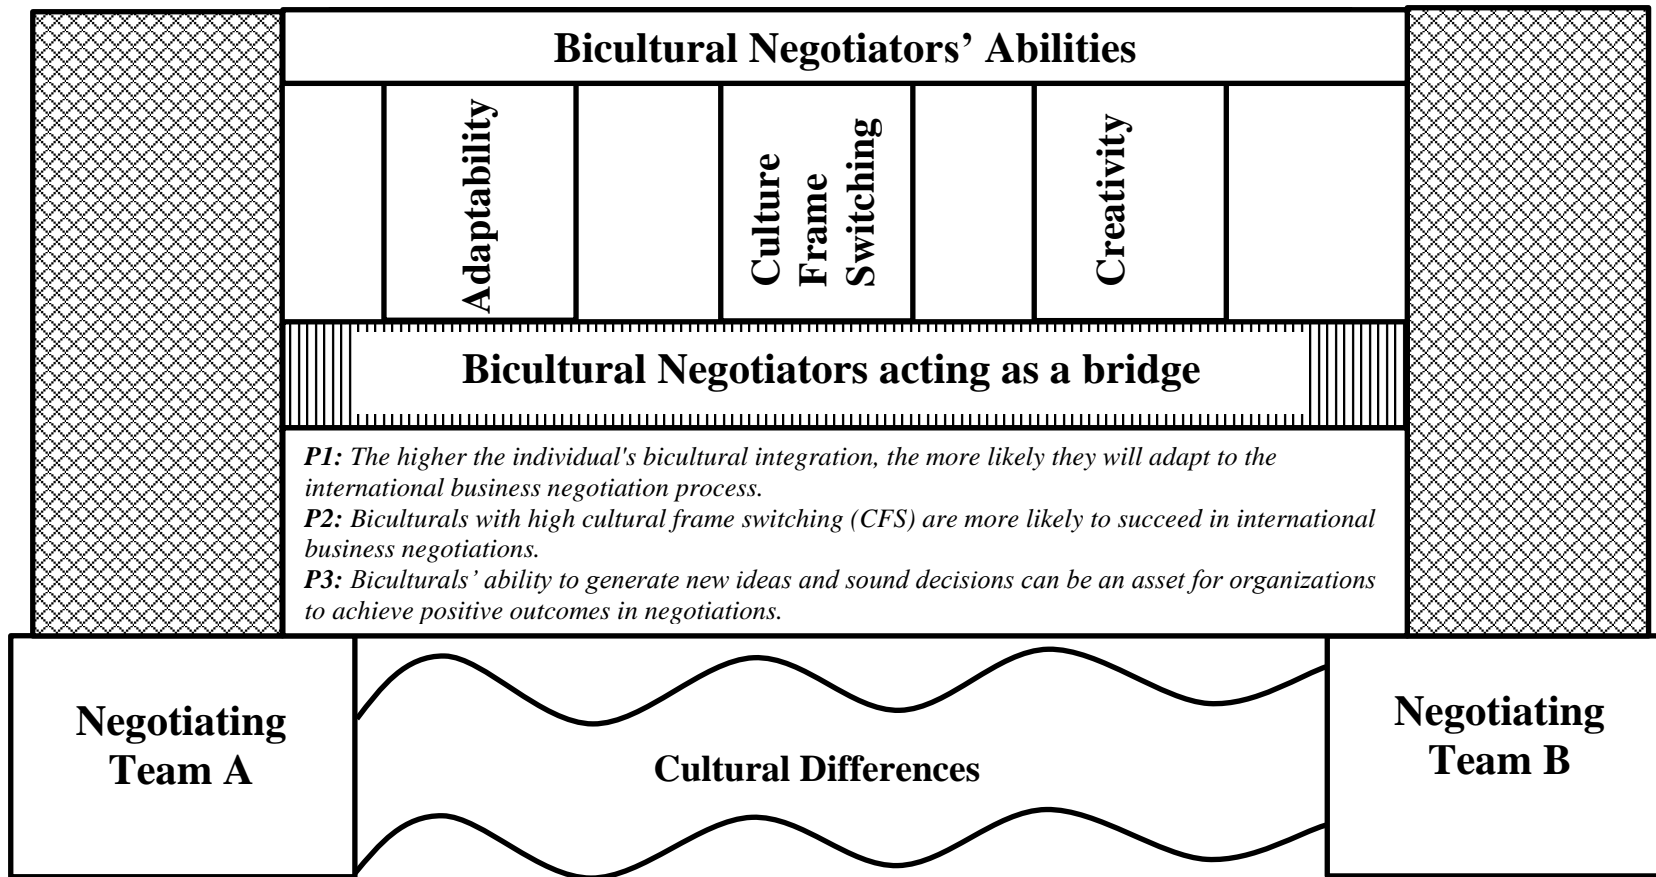 Bicultural Negotiators’ Abilities
Adaptability
Culture
Frame
Switching
Creativity
Bicultural Negotiators acting as a bridge
P1: The higher the individual's bicultural integration, the more likely they will adapt to the
international business negotiation process.
P2: Biculturals with high cultural frame switching (CFS) are more likely to succeed in international
business negotiations.
P3: Biculturals’ ability to generate new ideas and sound decisions can be an asset for organizations
to achieve positive outcomes in negotiations.
Negotiating
Team A
Cultural Differences
Negotiating
Team B